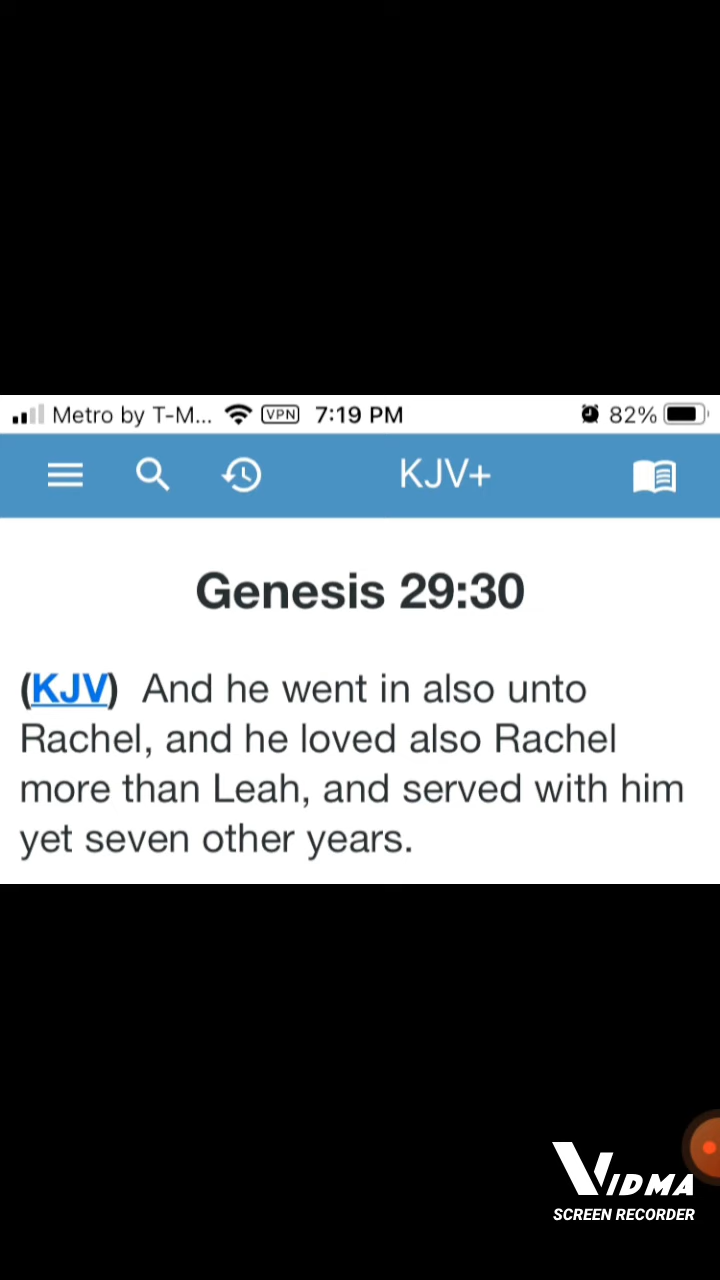 Metro by T-M... VPN 7:19 PM 82%
KJV+
Genesis 29:30
(KJV) And he went in also unto
Rachel, and he loved also Rachel
more than Leah, and served with him
yet seven other years.
VIDMA
SCREEN RECORDER